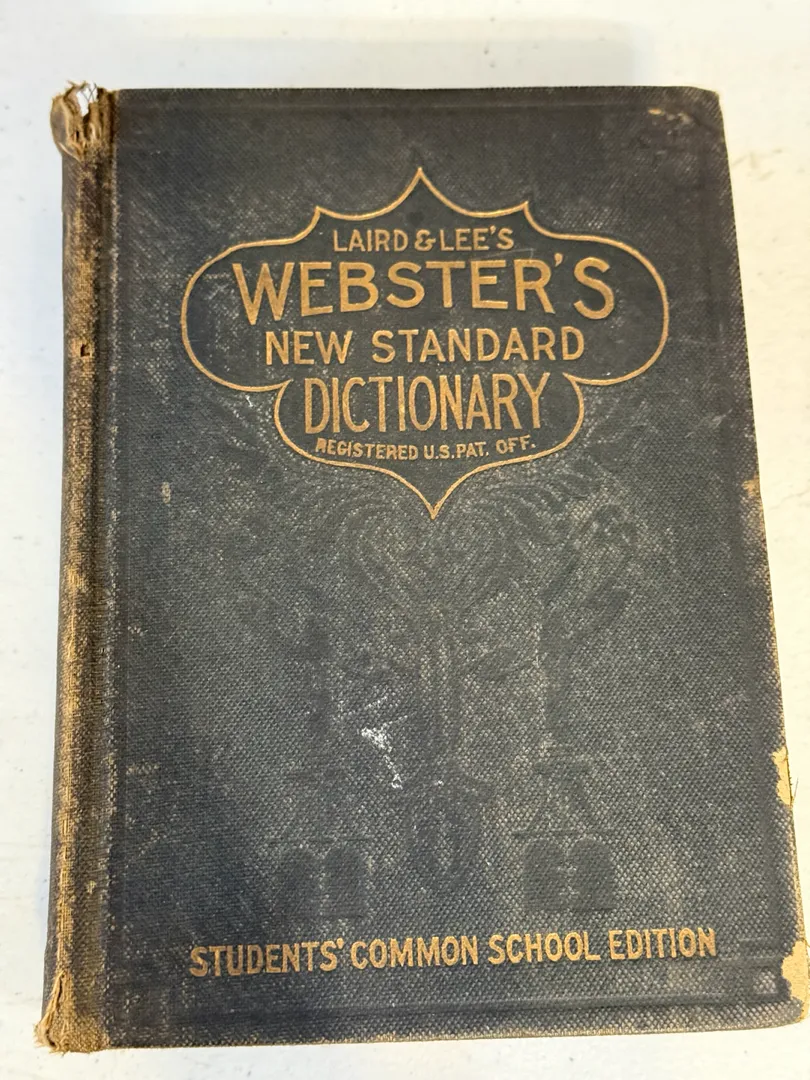 LAIRD & LEE'S
WEBSTER'S
NEW STANDARD
DICTIONARY
REGISTERED U.S. PAT. OFF.
STUDENTS' COMMON SCHOOL EDITION